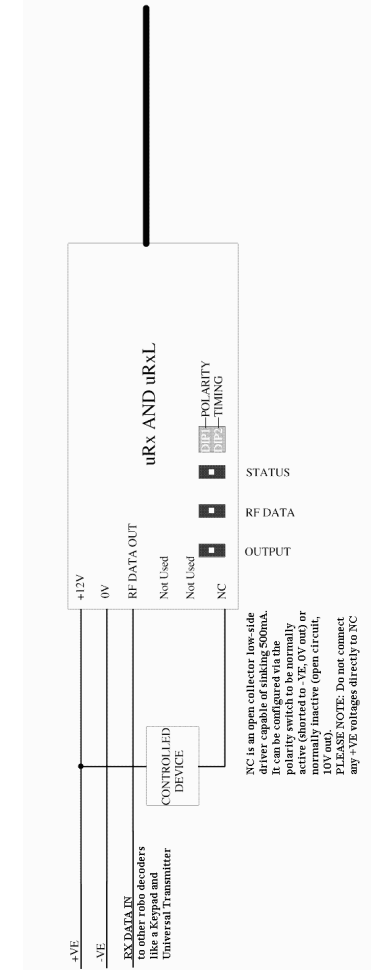 uRx AND uRxL
DIP1
POLARITY
DIP2
TIMING
STATUS
RF DATA
OUTPUT
+12V
0V
RF DATA OUT
Not Used
Not Used
NC
CONTROLLED
DEVICE
NC is an open collector low-side
driver capable of sinking 500mA.
It can be configured via the
polarity switch to be normally
active (shorted to -VE, 0V out) or
normally inactive (open circuit,
10V out).
PLEASE NOTE: Do not connect
any +VE voltages directly to NC
+VE
-VE
RX DATA IN
to other robo decoders
like a Keypad and
Universal Transmitter